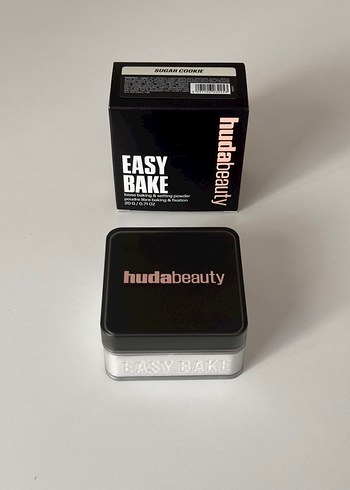 SUGAR COOKIE
hudabeauty
EASY
BAKE
loose baking & setting powder
poudre libre baking & fixation
20 G / 0.71 OZ
hudabeauty
EASY BAKE